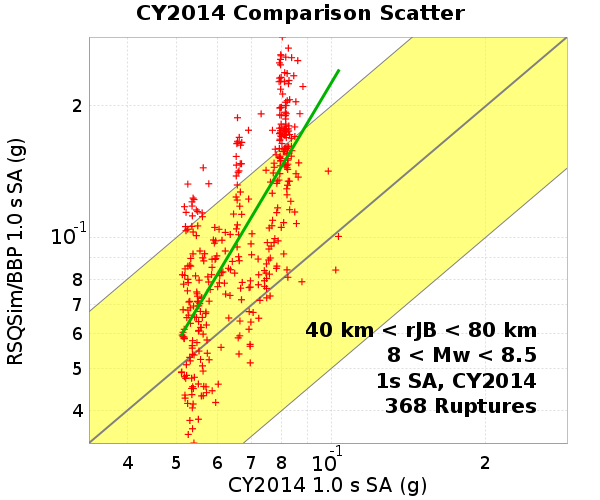 CY2014 Comparison Scatter
RSQSim/BBP 1.0 s SA (g)
2
10-1
8
7
6
5
4
40 km < rJB < 80 km
8 < Mw < 8.5
1s SA, CY2014
368 Ruptures
4 5 6 7 8 10-1 2
CY2014 1.0 s SA (g)